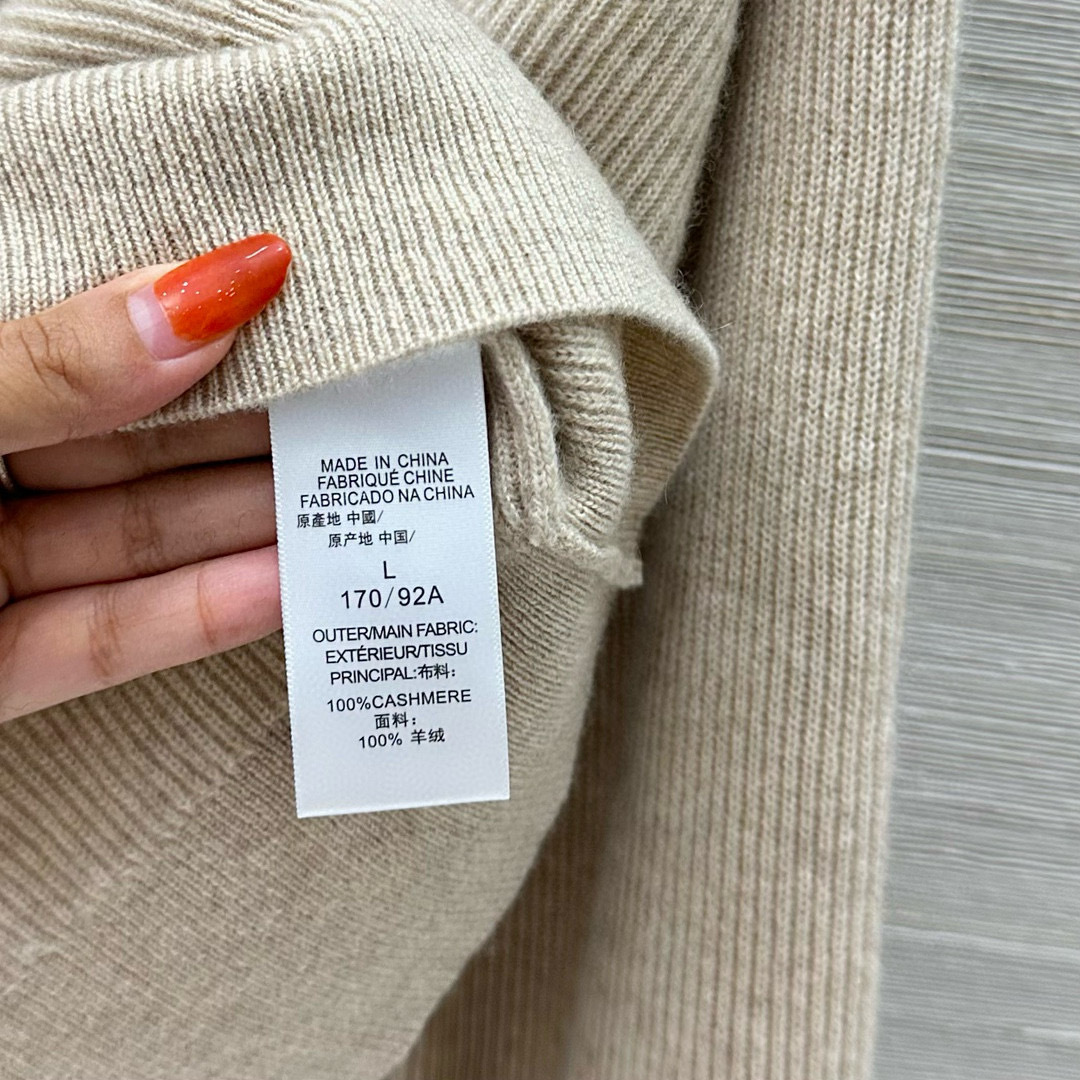 MADE IN CHINA
FABRIQUÉ CHINE
FABRICADO NA CHINA
原產地 中國/
原产地 中国/
L
170/92A
OUTER/MAIN FABRIC:
EXTÉRIEUR/TISSU
PRINCIPAL:布料:
100%CASHMERE
面料:
100% 羊绒